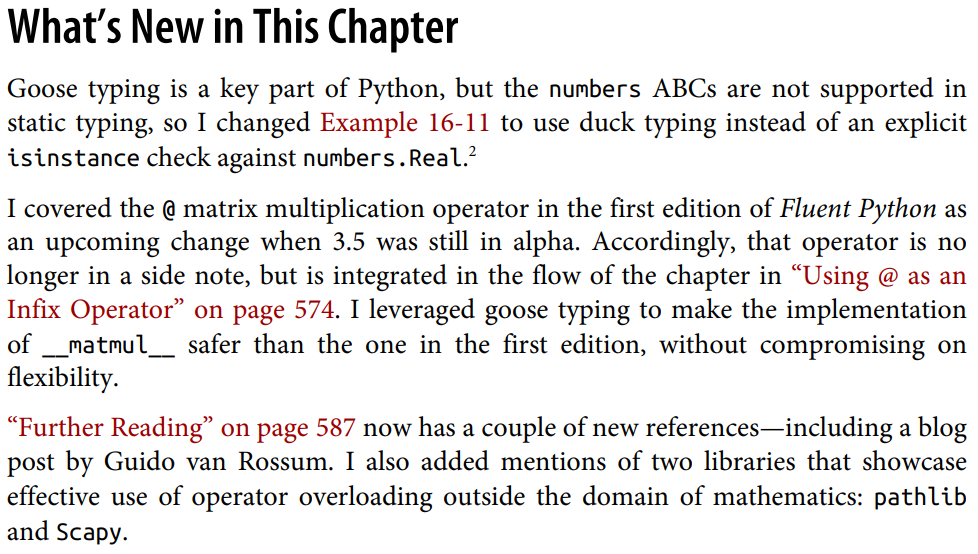 What’s New in This Chapter
Goose typing is a key part of Python, but the numbers ABCs are not supported in
static typing, so I changed Example 16-11 to use duck typing instead of an explicit
isinstance check against numbers.Real.2
I covered the @ matrix multiplication operator in the first edition of Fluent Python as
an upcoming change when 3.5 was still in alpha. Accordingly, that operator is no
longer in a side note, but is integrated in the flow of the chapter in “Using @ as an
Infix Operator” on page 574. I leveraged goose typing to make the implementation
of __matmul__ safer than the one in the first edition, without compromising on
flexibility.
“Further Reading” on page 587 now has a couple of new references—including a blog
post by Guido van Rossum. I also added mentions of two libraries that showcase
effective use of operator overloading outside the domain of mathematics: pathlib
and Scapy.